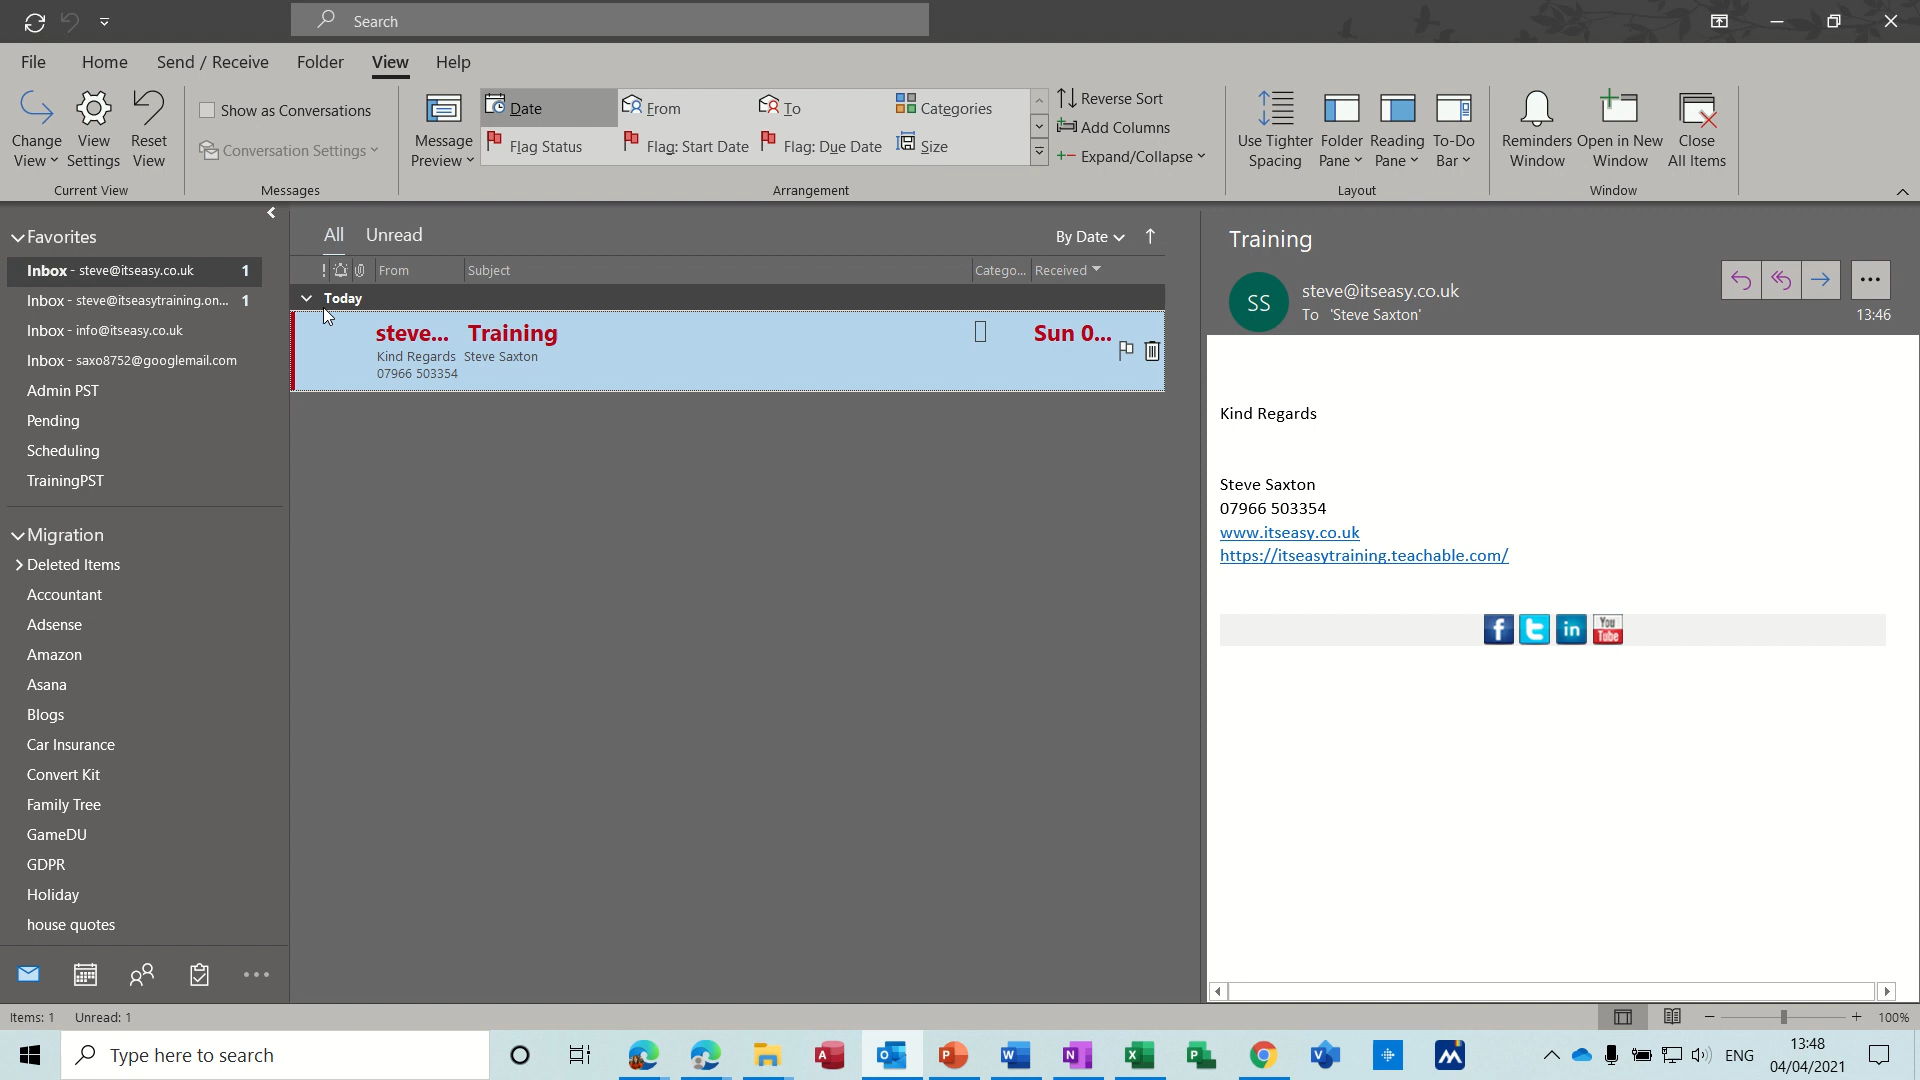 Search
File Home Send / Receive Folder View Help
Change View
View Settings
Reset View
Current View
Show as Conversations
Conversation Settings
Messages
Message Preview
Date From To Categories
Flag Status Flag: Start Date Flag: Due Date Size
Arrangement
Reverse Sort
Add Columns
Expand/Collapse
Use Tighter Spacing
Folder Pane
Reading Pane
To-Do Bar
Layout
Reminders Window
Open in New Window
Close All Items
Window
Favorites
Inbox - steve@itseasy.co.uk 1
Inbox - steve@itseasytraining.on... 1
Inbox - info@itseasy.co.uk
Inbox - saxo8752@googlemail.com
Admin PST
Pending
Scheduling
TrainingPST
Migration
Deleted Items
Accountant
Adsense
Amazon
Asana
Blogs
Car Insurance
Convert Kit
Family Tree
GameDU
GDPR
Holiday
house quotes
All Unread By Date
! From Subject Catego... Received
Today
steve... Training Sun 0...
Kind Regards Steve Saxton
07966 503354
Training
SS
steve@itseasy.co.uk
To 'Steve Saxton'
13:46
Kind Regards
Steve Saxton
07966 503354
www.itseasy.co.uk
https://itseasytraining.teachable.com/
f t in You Tube
Items: 1 Unread: 1
100%
Type here to search
ENG
13:48
04/04/2021